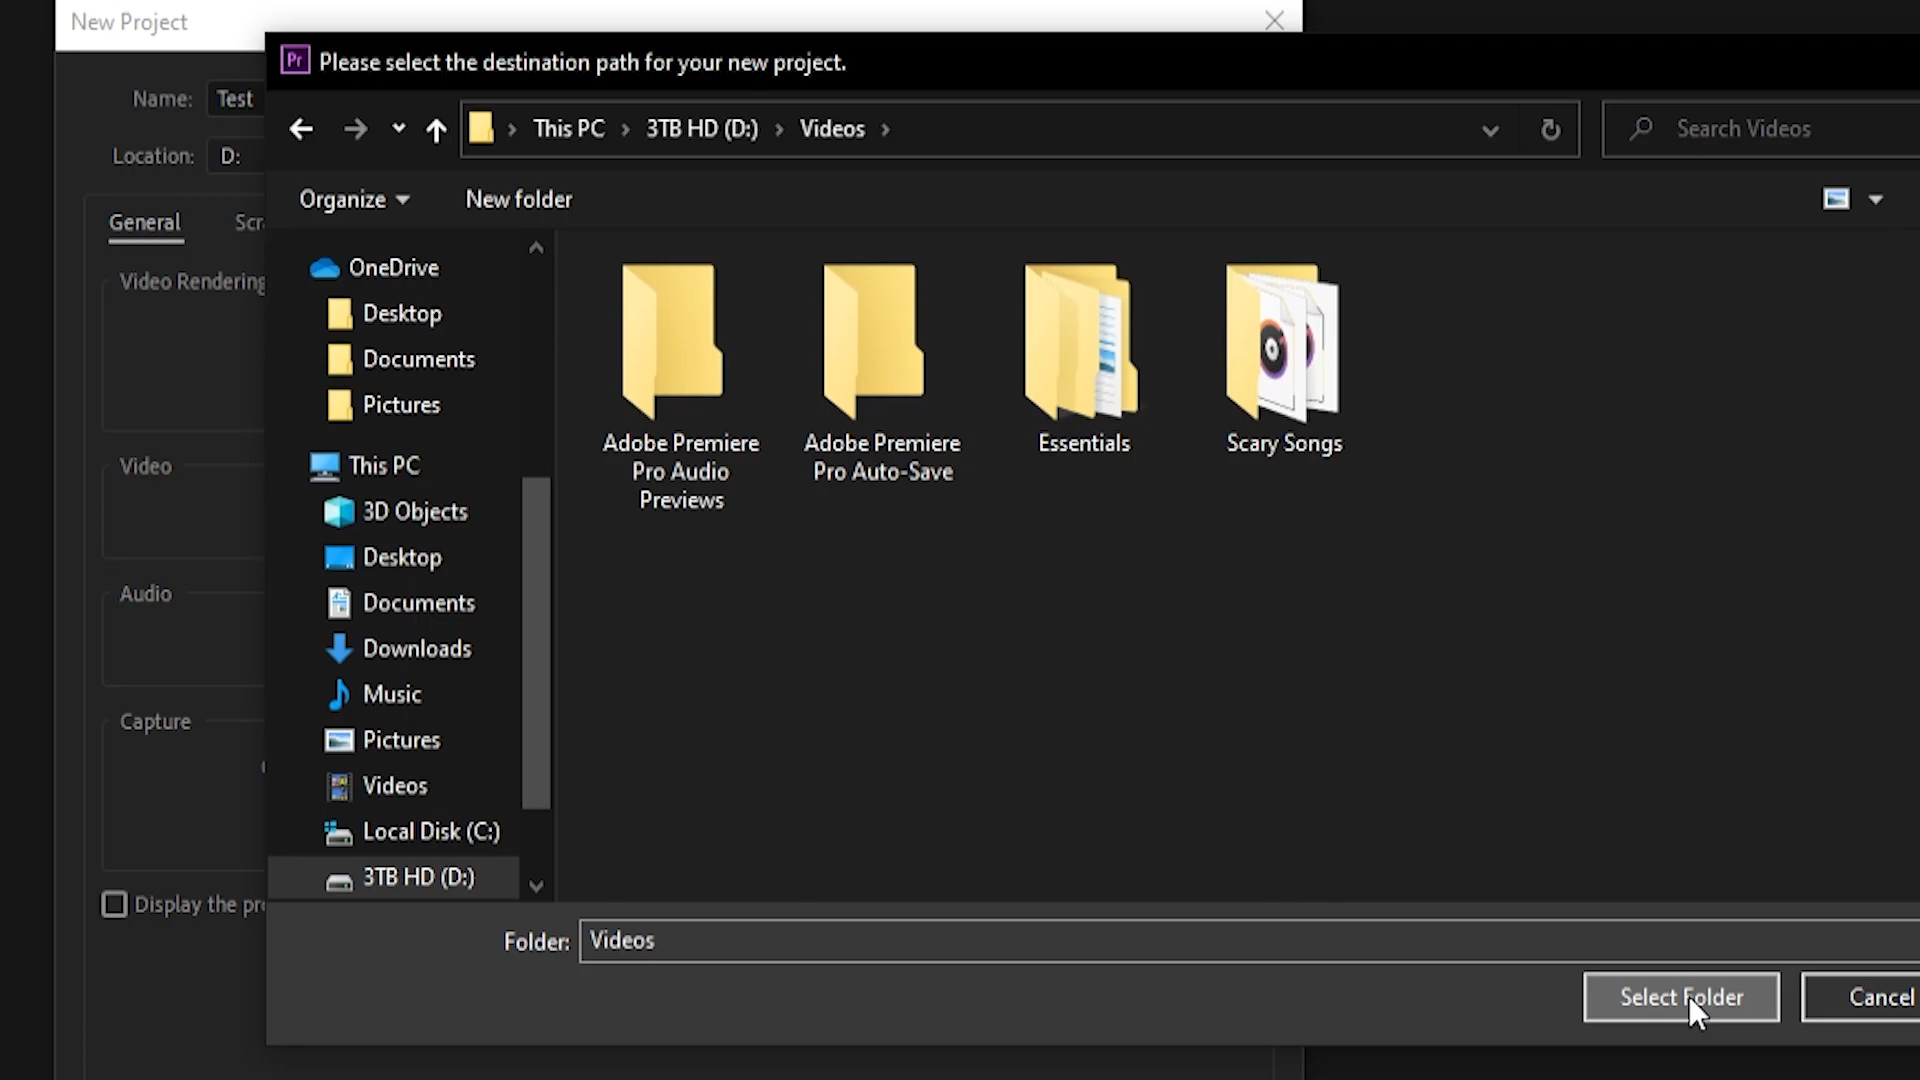 New Project
Pr Please select the destination path for your new project.
Name: Test
This PC 3TB HD (D:) Videos
Search Videos
Location: D:
Organize
New folder
General
OneDrive
Video Rendering
Desktop
Documents
Pictures
Adobe Premiere
Pro Audio
Previews
Adobe Premiere
Pro Auto-Save
Essentials
Scary Songs
Video
This PC
3D Objects
Desktop
Audio
Documents
Downloads
Music
Capture
Pictures
Videos
Local Disk (C:)
3TB HD (D:)
Display the
Folder: Videos
Select Folder
Cancel